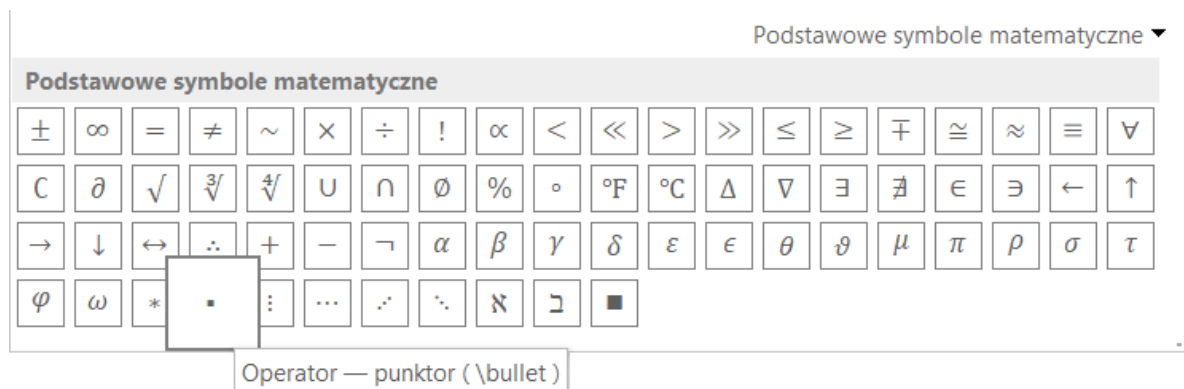 Podstawowe symbole matematyczne
Podstawowe symbole matematyczne
± ∞ = ≠ ~ × ÷ ! ∝ < ≪ > ≫ ≤ ≥ ∓ ≅ ≈ ≡ ∀
∁ ∂ √ ∛ ∜ ∪ ∩ ∅ % ° ℉ ℃ ∆ ∇ ∃ ∄ ∈ ∋ ← ↑
→ ↓ ↔ ∴ + − ¬ α β γ δ ε ϵ θ ϑ μ π ρ σ τ
φ ω * ∙ ⋮ ⋯ ⋰ ⋱ ℵ ℶ ■
Operator — punktor ( \bullet )